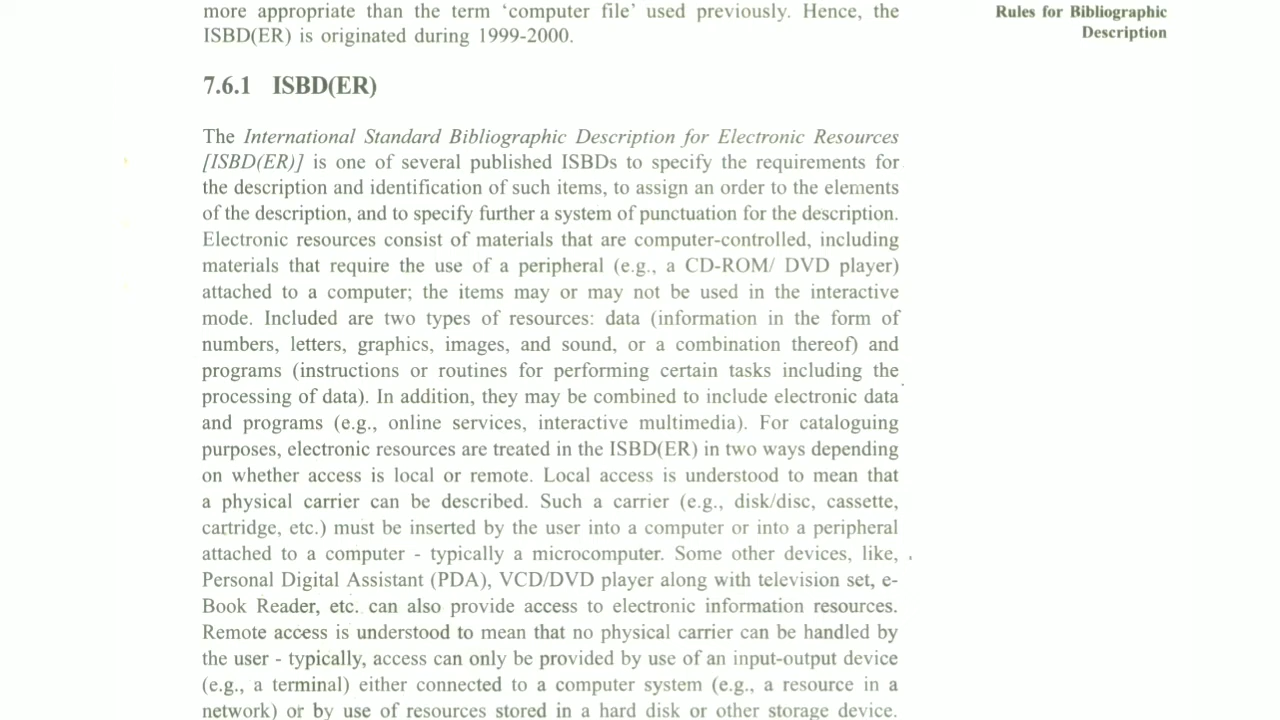 more appropriate than the term ‘computer file’ used previously. Hence, the
ISBD(ER) is originated during 1999-2000.
Rules for Bibliographic
Description
7.6.1 ISBD(ER)
The International Standard Bibliographic Description for Electronic Resources
[ISBD(ER)] is one of several published ISBDs to specify the requirements for
the description and identification of such items, to assign an order to the elements
of the description, and to specify further a system of punctuation for the description.
Electronic resources consist of materials that are computer-controlled, including
materials that require the use of a peripheral (e.g., a CD-ROM/ DVD player)
attached to a computer; the items may or may not be used in the interactive
mode. Included are two types of resources: data (information in the form of
numbers, letters, graphics, images, and sound, or a combination thereof) and
programs (instructions or routines for performing certain tasks including the
processing of data). In addition, they may be combined to include electronic data
and programs (e.g., online services, interactive multimedia). For cataloguing
purposes, electronic resources are treated in the ISBD(ER) in two ways depending
on whether access is local or remote. Local access is understood to mean that
a physical carrier can be described. Such a carrier (e.g., disk/disc, cassette,
cartridge, etc.) must be inserted by the user into a computer or into a peripheral
attached to a computer - typically a microcomputer. Some other devices, like,
Personal Digital Assistant (PDA), VCD/DVD player along with television set, e-
Book Reader, etc. can also provide access to electronic information resources.
Remote access is understood to mean that no physical carrier can be handled by
the user - typically, access can only be provided by use of an input-output device
(e.g., a terminal) either connected to a computer system (e.g., a resource in a
network) or by use of resources stored in a hard disk or other storage device.